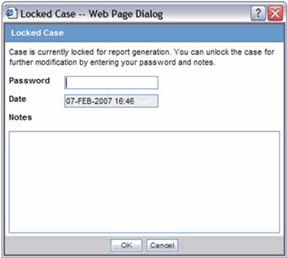 Locked Case -- Web Page Dialog
Locked Case
Case is currently locked for report generation. You can unlock the case for
further modification by entering your password and notes.
Password
Date 07-FEB-2007 16:46
Notes
OK Cancel